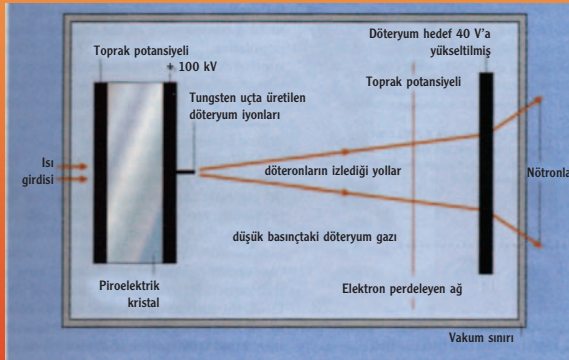 Toprak potansiyeli
+ 100 kV
Döteryum hedef 40 V'a
yükseltilmiş
Tungsten uçta üretilen
döteryum iyonları
Toprak potansiyeli
Isı
girdisi
döteronların izlediği yollar
Nötronla
düşük basınçtaki döteryum gazı
Piroelektrik
kristal
Elektron perdeleyen ağ
Vakum sınırı